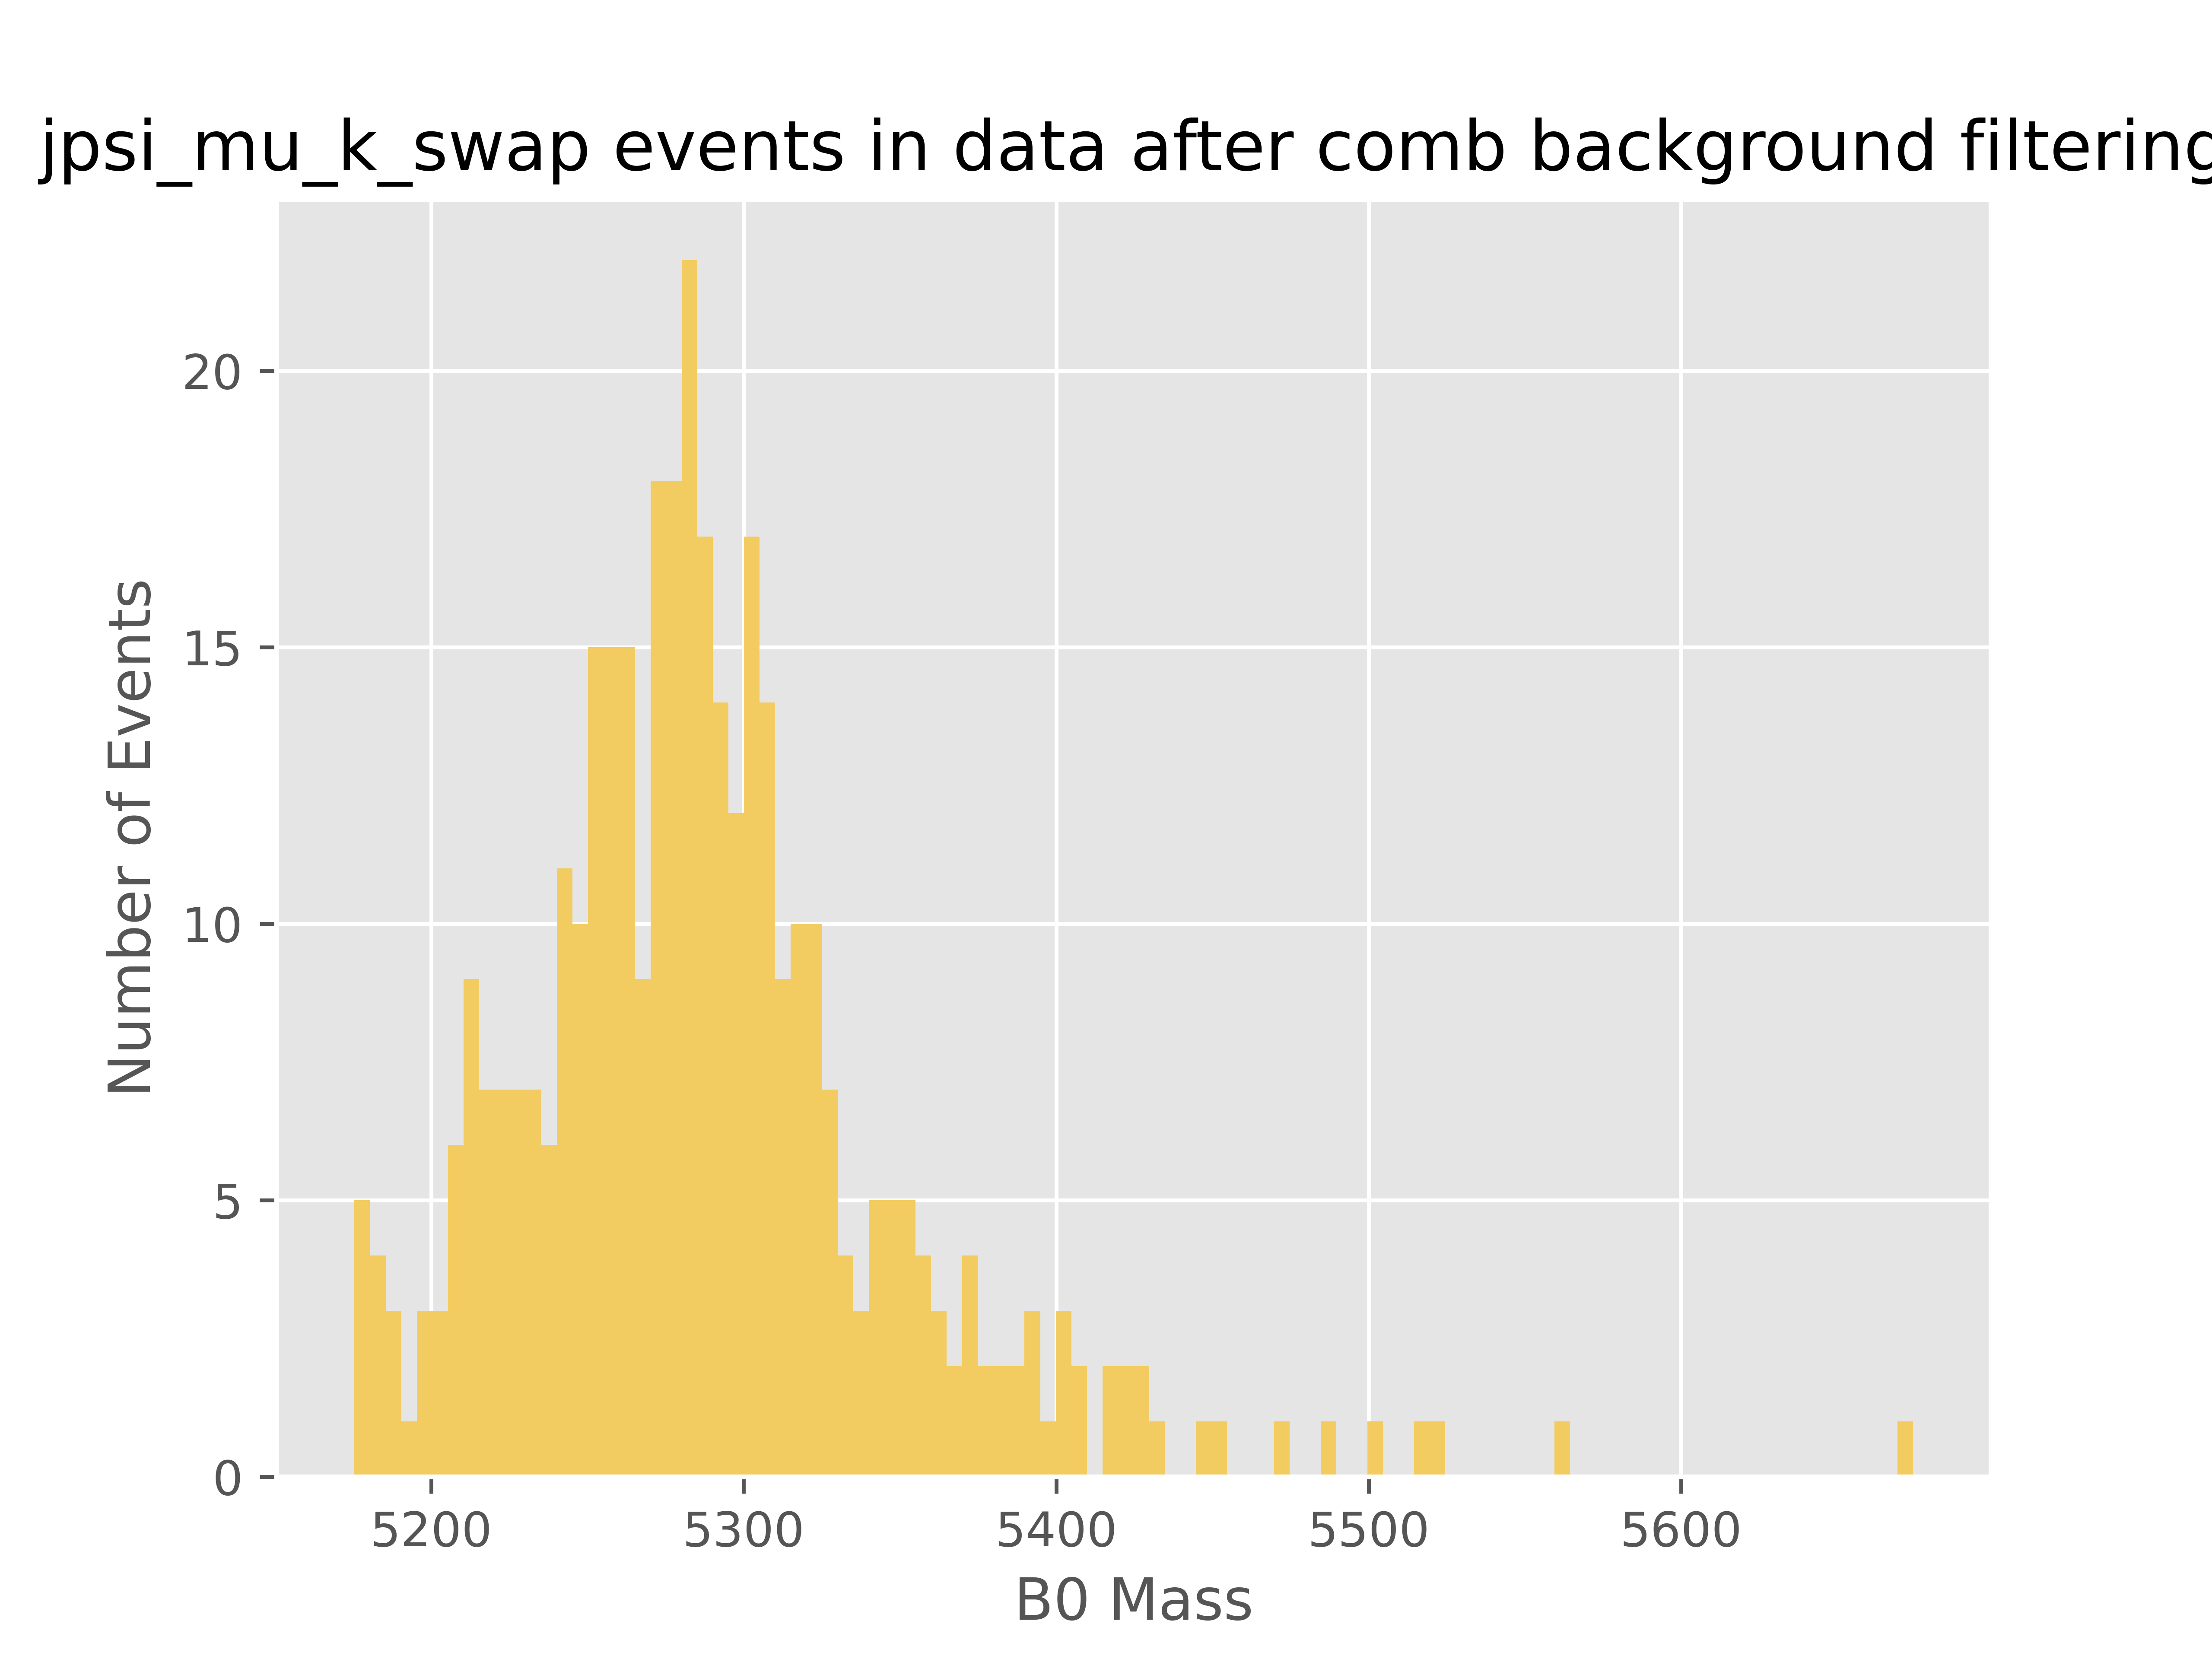 jpsi_mu_k_swap events in data after comb background filtering
20
15
10
5
0
Number of Events
5200 5300 5400 5500 5600
B0 Mass